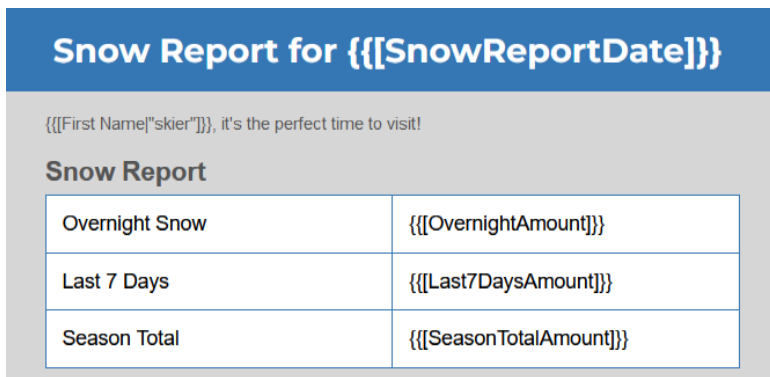 Snow Report for {{[SnowReportDate]}}
{{[First Name|"skier"]}}, it's the perfect time to visit!
Snow Report
Overnight Snow {{[OvernightAmount]}}
Last 7 Days {{[Last7DaysAmount]}}
Season Total {{[SeasonTotalAmount]}}